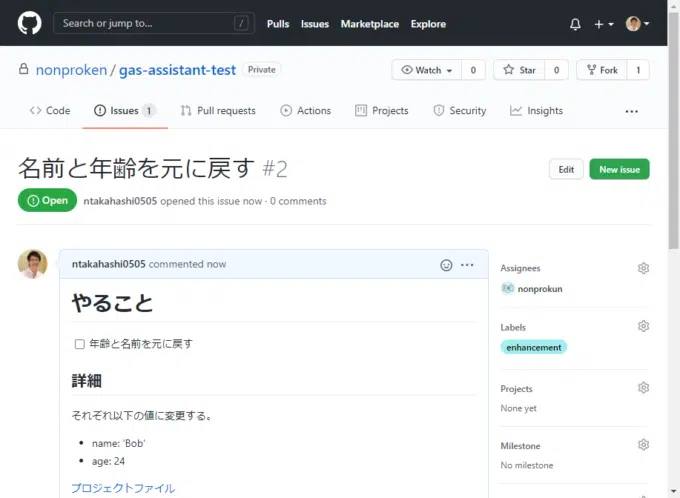 Search or jump to... /
Pulls Issues Marketplace Explore
nonproken / gas-assistant-test Private
Watch 0 Star 0 Fork 1
Code Issues 1 Pull requests Actions Projects Security Insights
名前と年齢を元に戻す #2
Edit New issue
Open ntakahashi0505 opened this issue now · 0 comments
ntakahashi0505 commented now
やること
年齢と名前を元に戻す
詳細
それぞれ以下の値に変更する。
name: 'Bob'
age: 24
プロジェクトファイル
Assignees
nonprokun
Labels
enhancement
Projects
None yet
Milestone
No milestone